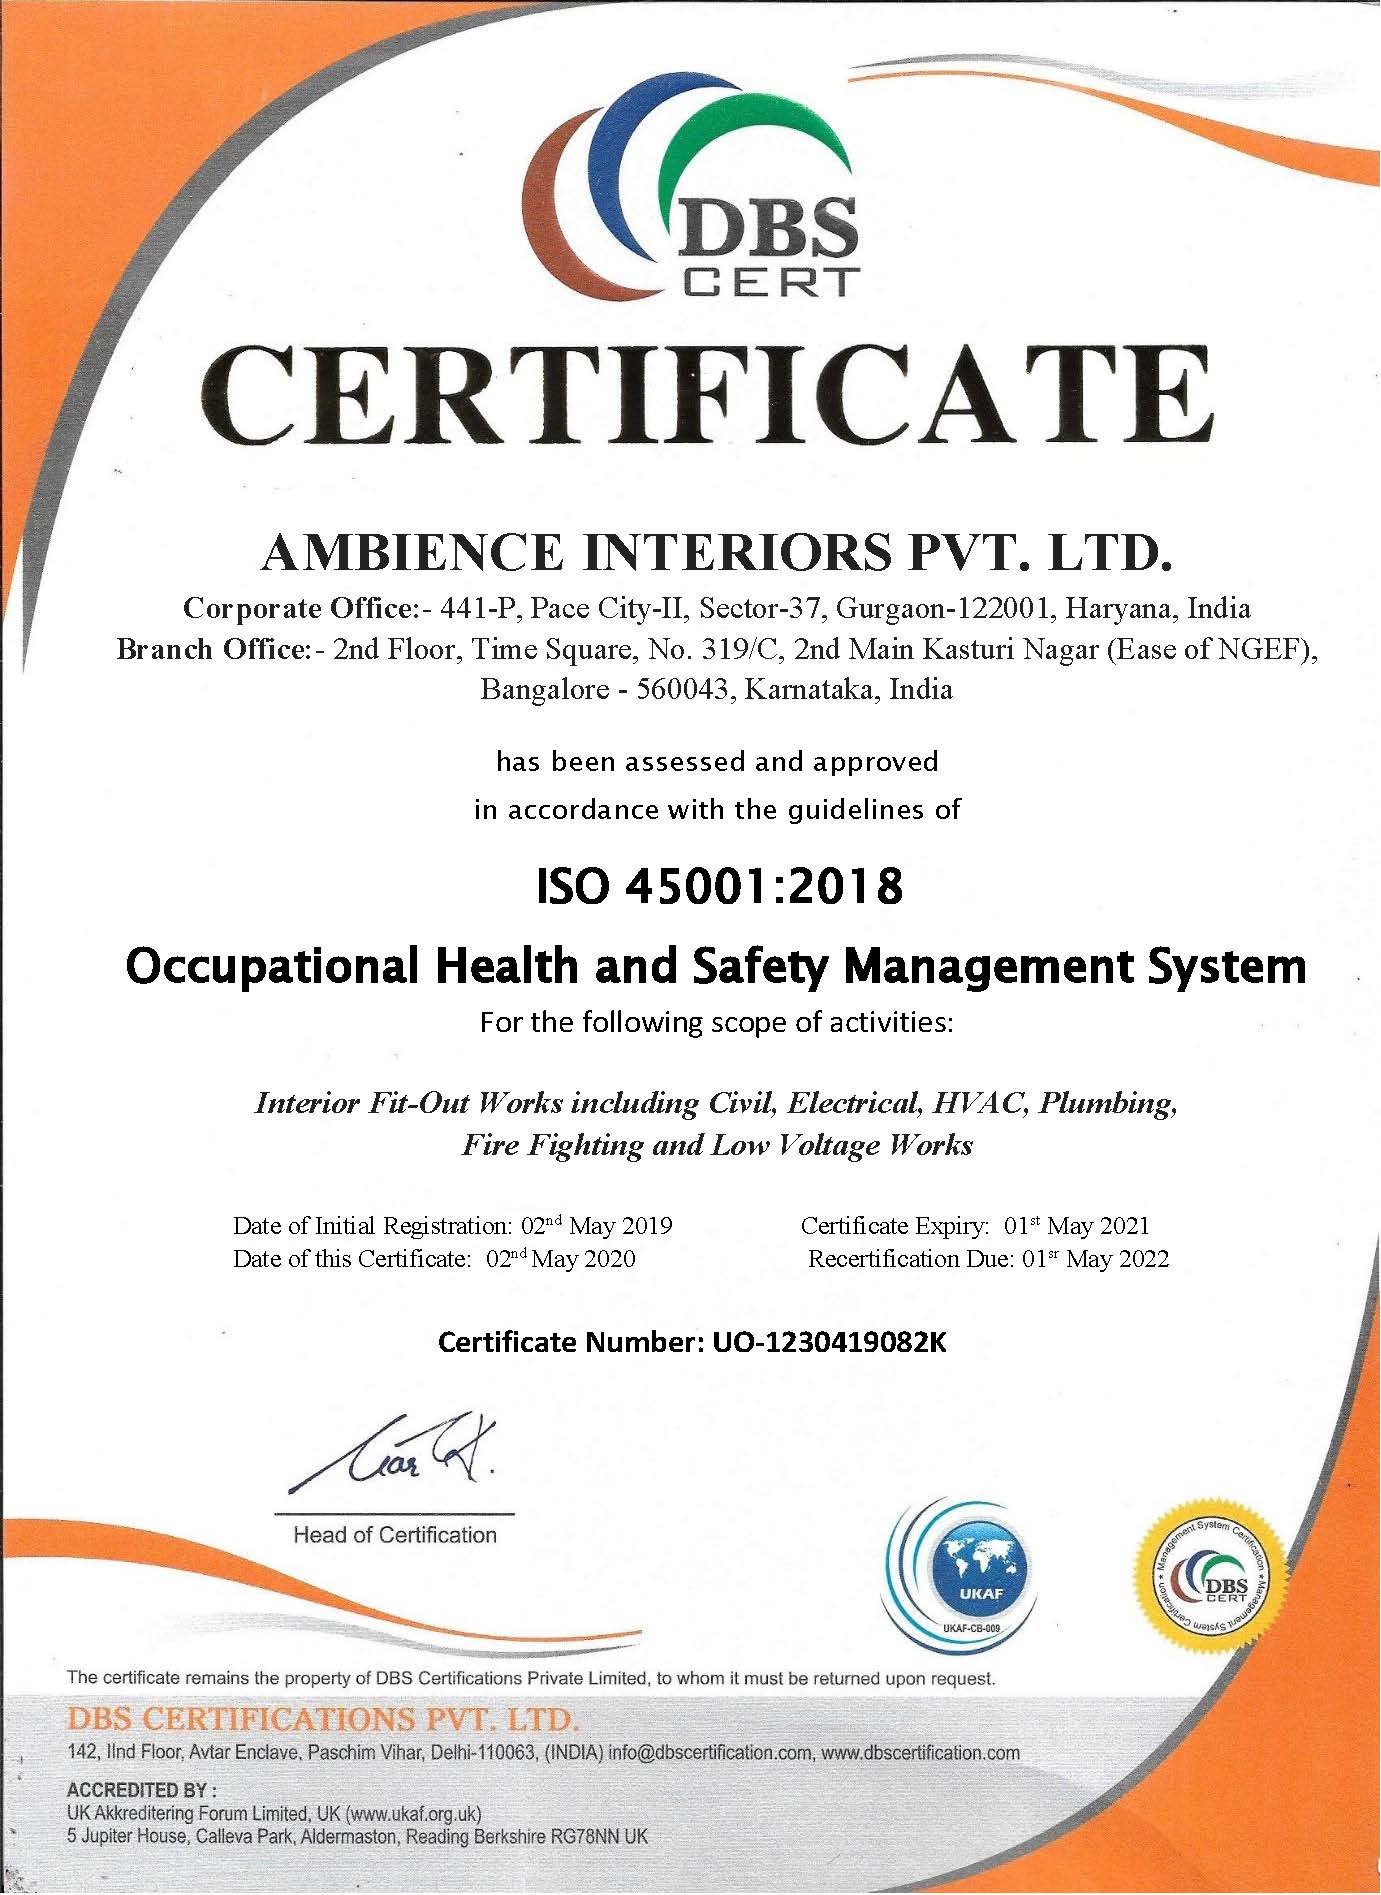 DBS
CERT
CERTIFICATE
AMBIENCE INTERIORS PVT. LTD.
Corporate Office:- 441-P, Pace City-II, Sector-37, Gurgaon-122001, Haryana, India
Branch Office:- 2nd Floor, Time Square, No. 319/C, 2nd Main Kasturi Nagar (Ease of NGEF),
Bangalore - 560043, Karnataka, India
has been assessed and approved
in accordance with the guidelines of
ISO 45001:2018
Occupational Health and Safety Management System
For the following scope of activities:
Interior Fit-Out Works including Civil, Electrical, HVAC, Plumbing,
Fire Fighting and Low Voltage Works
Date of Initial Registration: 02nd May 2019 Certificate Expiry: 01st May 2021
Date of this Certificate: 02nd May 2020 Recertification Due: 01sr May 2022
Certificate Number: UO-1230419082K
Head of Certification
UKAF
UKAF-CB-009
Management System Certification • Management System Certification •
DBS
CERT
The certificate remains the property of DBS Certifications Private Limited, to whom it must be returned upon request.
DBS CERTIFICATIONS PVT. LTD.
142, IInd Floor, Avtar Enclave, Paschim Vihar, Delhi-110063, (INDIA) info@dbscertification.com, www.dbscertification.com
ACCREDITED BY :
UK Akkreditering Forum Limited, UK (www.ukaf.org.uk)
5 Jupiter House, Calleva Park, Aldermaston, Reading Berkshire RG78NN UK